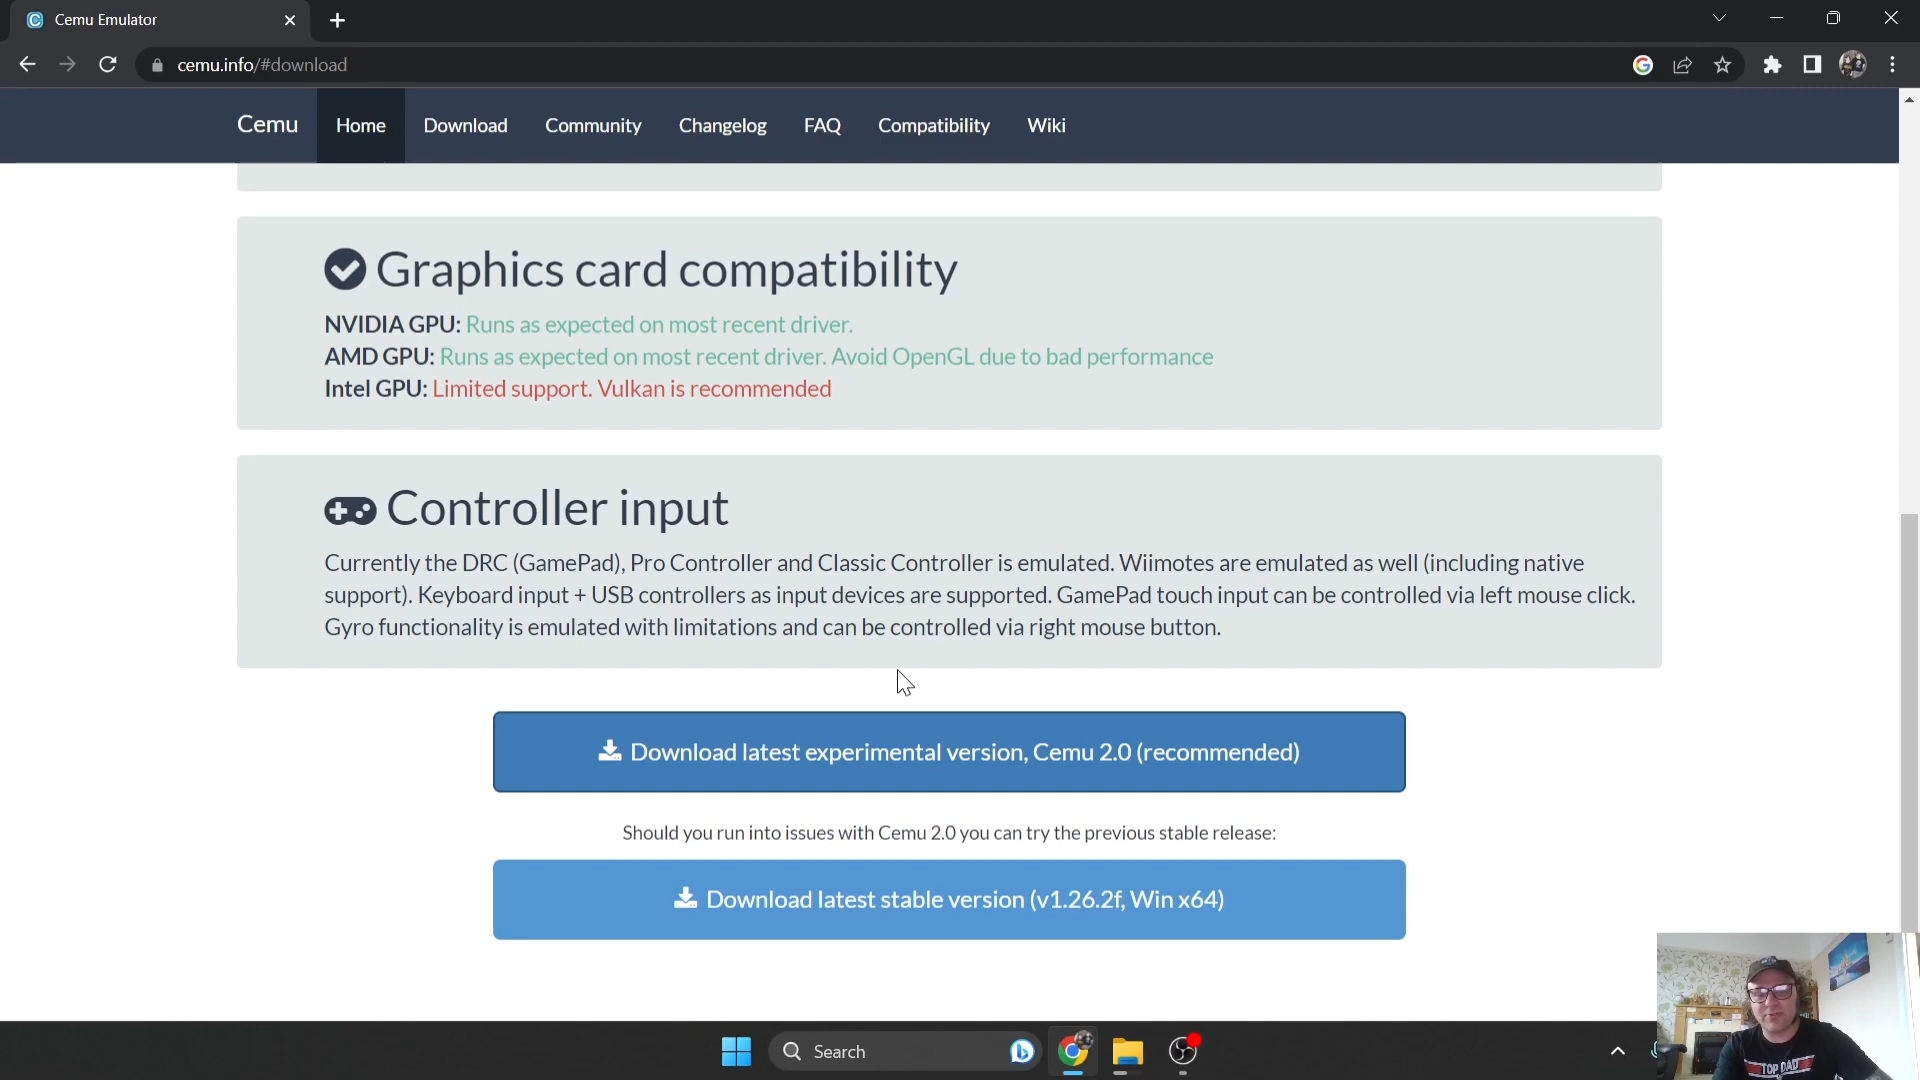 Cemu Emulator
cemu.info/#download
Cemu Home Download Community Changelog FAQ Compatibility Wiki
Graphics card compatibility
NVIDIA GPU: Runs as expected on most recent driver.
AMD GPU: Runs as expected on most recent driver. Avoid OpenGL due to bad performance
Intel GPU: Limited support. Vulkan is recommended
Controller input
Currently the DRC (GamePad), Pro Controller and Classic Controller is emulated. Wiimotes are emulated as well (including native
support). Keyboard input + USB controllers as input devices are supported. GamePad touch input can be controlled via left mouse click.
Gyro functionality is emulated with limitations and can be controlled via right mouse button.
Download latest experimental version, Cemu 2.0 (recommended)
Should you run into issues with Cemu 2.0 you can try the previous stable release:
Download latest stable version (v1.26.2f, Win x64)
Search
TOP DAD